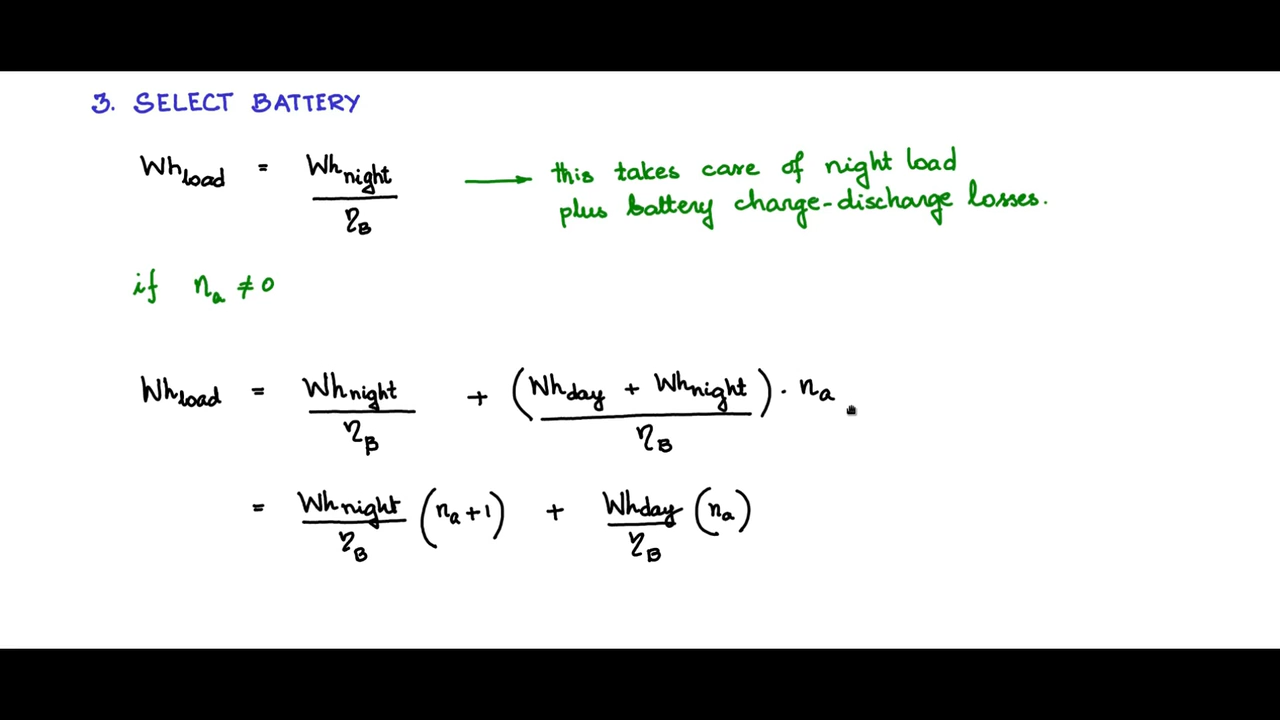 3. SELECT BATTERY
Wh_load = Wh_night / η_B → this takes care of night load
plus battery charge-discharge losses.
if n_a ≠ 0
Wh_load = Wh_night / η_B + (Wh_day + Wh_night / η_B) · n_a
= Wh_night / η_B (n_a + 1) + Wh_day / η_B (n_a)